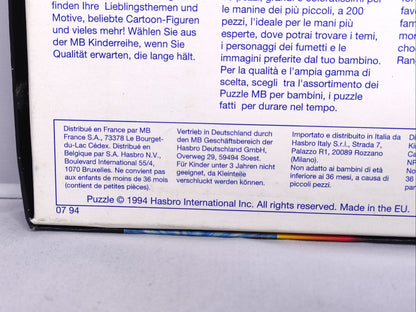 finden Ihre Lieblingsthemen und
Motive, beliebte Cartoon-Figuren
und vieles mehr! Wählen Sie aus
der MB Kinderreihe, wenn Sie
Qualität erwarten, die lange hält.
le manine dei più piccoli, a 200
pezzi, l'ideale per le mani più
esperte, dove potrai trovare i temi,
i personaggi dei fumetti e le
immagini preferite dal tuo bambino.
Per la qualità e l'ampia gamma di
scelta, scegli tra l'assortimento dei
Puzzle MB per bambini, i puzzle
fatti per durare nel tempo.
Distribué en France par MB
France S.A., 73378 Le Bourget-
du-Lac Cédex. Distribué en
Belgique par S.A. Hasbro N.V.,
Boulevard International 55/4,
1070 Bruxelles. Ne convient pas
aux enfants de moins de 36 mois
(contient de petites pièces).
Vertrieb in Deutschland durch
den MB Geschäftsbereich der
Hasbro Deutschland GmbH,
Overweg 29, 59494 Soest.
Für Kinder unter 3 Jahren nicht
geeignet, da Kleinteile
verschluckt werden können.
Importato e distribuito in Italia da
Hasbro Italy S.r.l., Strada 7,
Palazzo R1, 20089 Rozzano
(Milano).
Non adatto ai bambini di età
inferiore ai 36 mesi, a causa di
piccoli pezzi.
Puzzle © 1994 Hasbro International Inc. All rights reserved. Made in the EU.
07 94